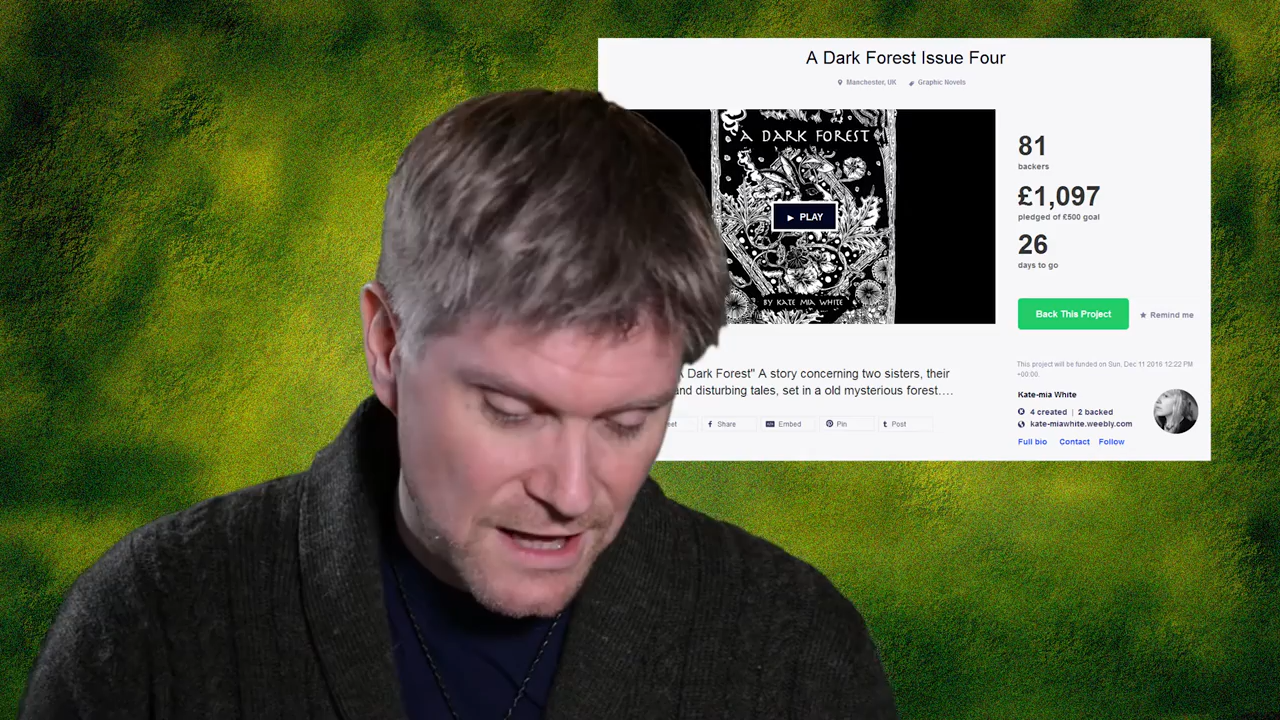 A Dark Forest Issue Four
Manchester, UK Graphic Novels
A DARK FOREST
PLAY
BY KATE MIA WHITE
81
backers
£1,097
pledged of £500 goal
26
days to go
Back This Project Remind me
Dark Forest" A story concerning two sisters, their
and disturbing tales, set in a old mysterious forest....
Share Embed Pin Post
This project will be funded on Sun, Dec 11 2016 12:22 PM
+00:00.
Kate-mia White
4 created | 2 backed
kate-miawhite.weebly.com
Full bio Contact Follow